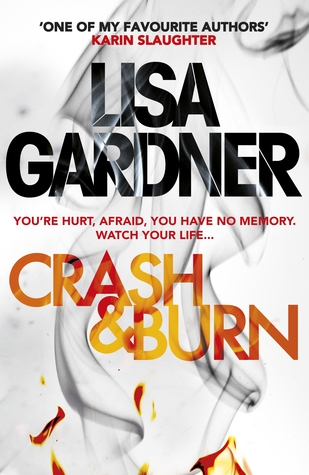 ‘ONE OF MY FAVOURITE AUTHORS’
KARIN SLAUGHTER
LISA
GARDNER
YOU’RE HURT, AFRAID, YOU HAVE NO MEMORY.
WATCH YOUR LIFE...
CRASH
&BURN